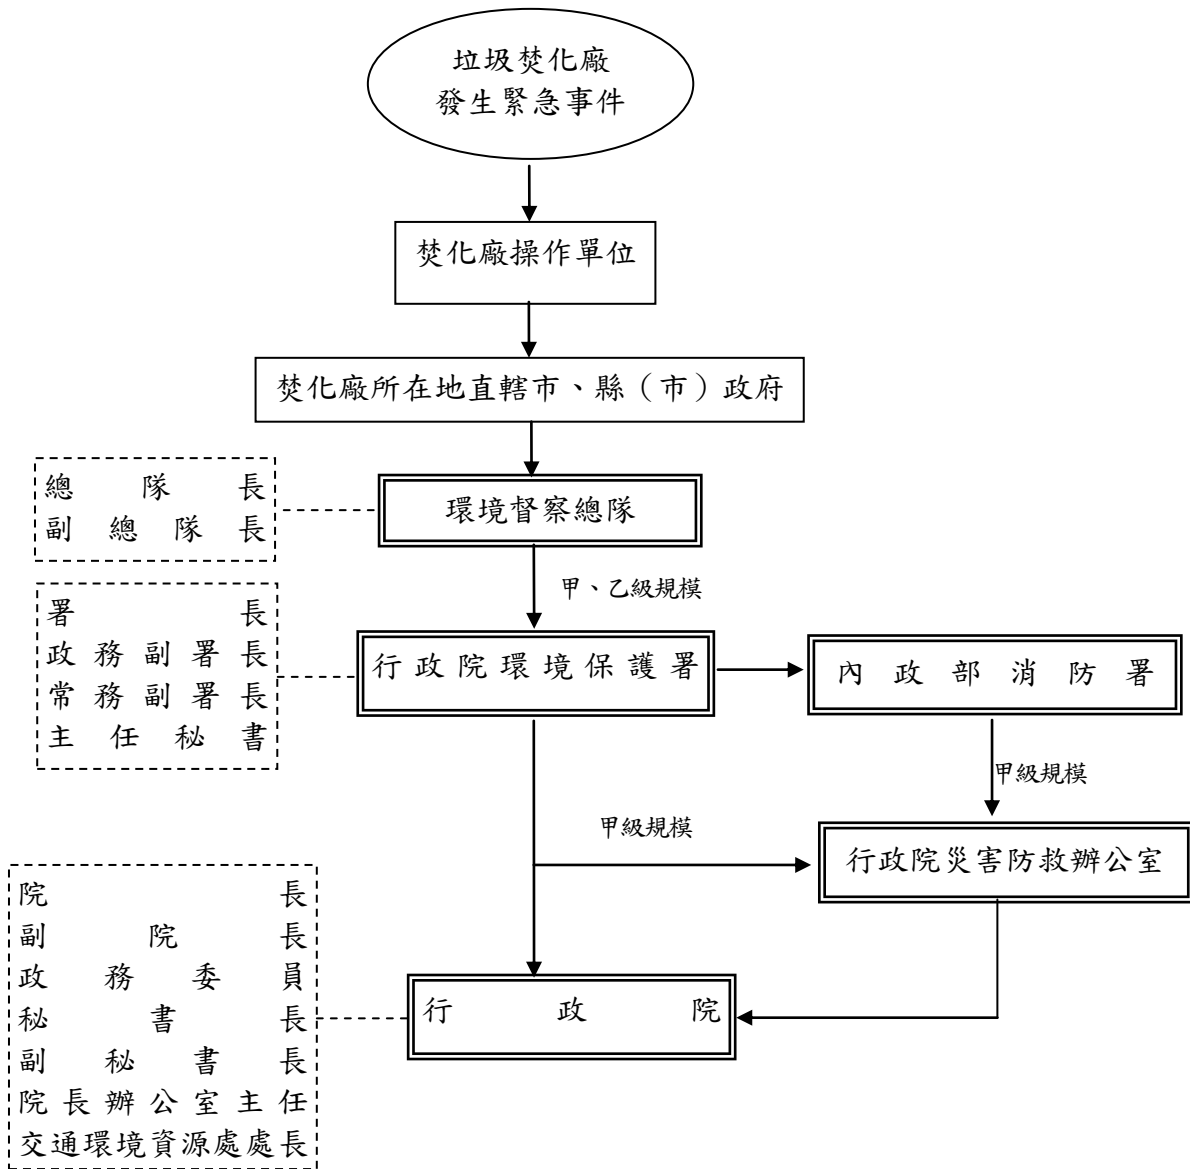 垃圾焚化廠
發生緊急事件
焚化廠操作單位
焚化廠所在地直轄市、縣（市）政府
總隊長
副總隊長
環境督察總隊
甲、乙級規模
署長
政務副署長
常務副署長
主任秘書
行政院環境保護署
內政部消防署
甲級規模
甲級規模
行政院災害防救辦公室
院長
副院長
政務委員
秘書長
副秘書長
院長辦公室主任
交通環境資源處處長
行政院